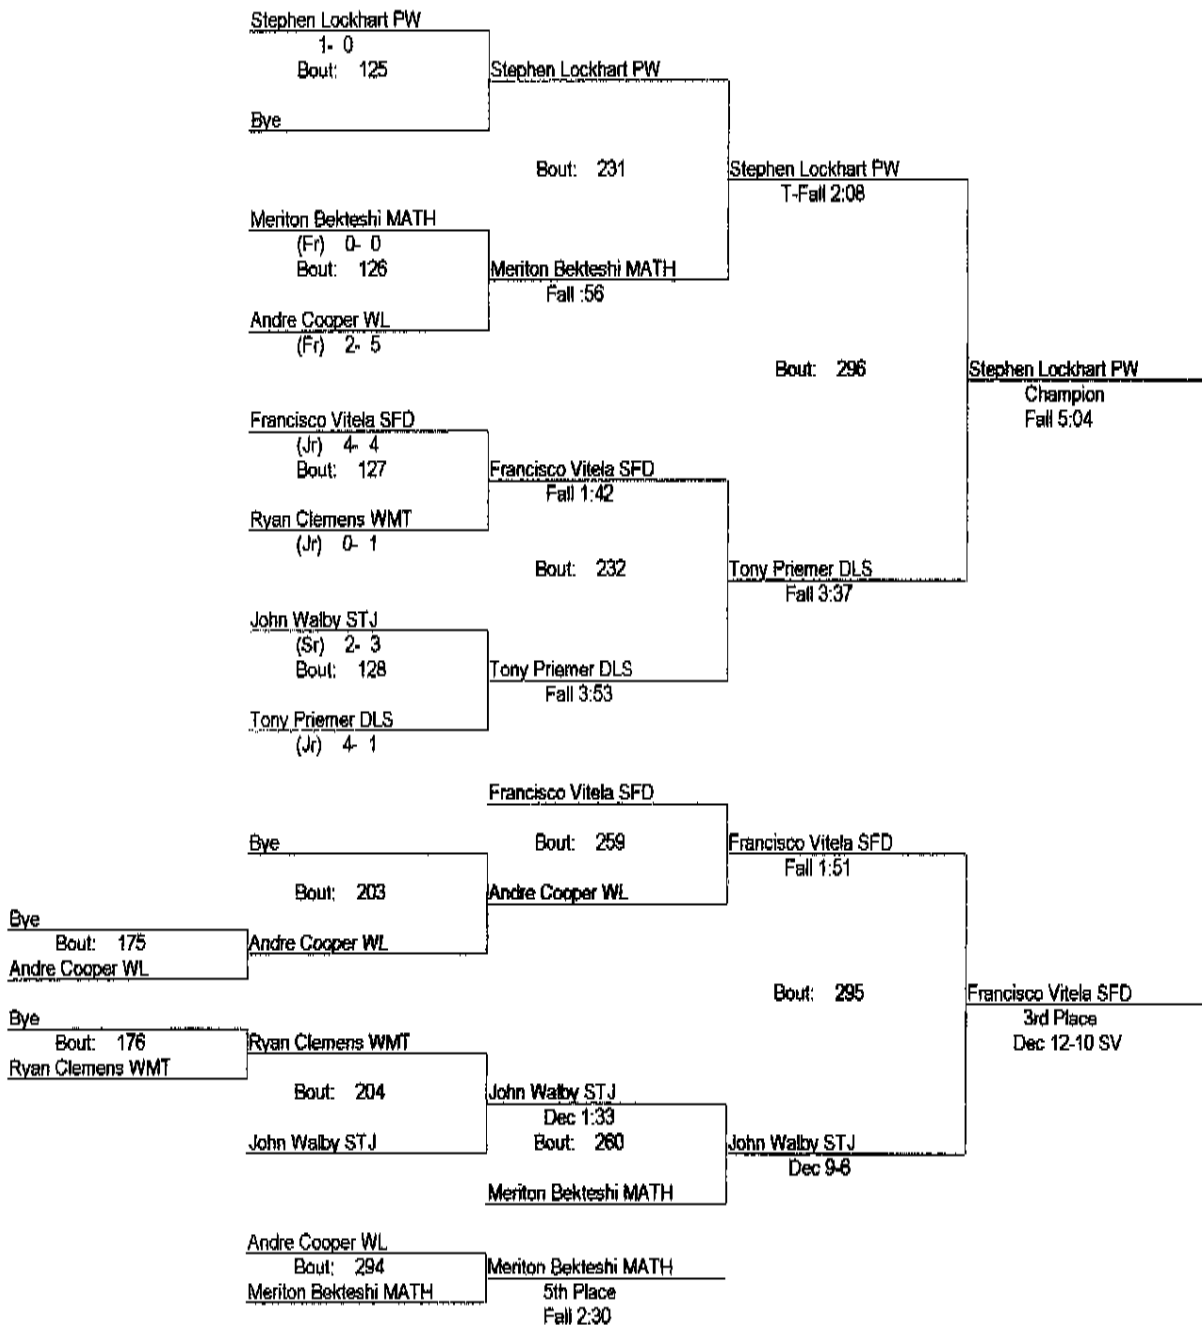 Stephen Lockhart PW
1- 0
Bout: 125
Stephen Lockhart PW
Bye
Bout: 231
Stephen Lockhart PW
T-Fall 2:08
Meriton Bekteshi MATH
(Fr) 0- 0
Bout: 126
Meriton Bekteshi MATH
Fall :56
Andre Cooper WL
(Fr) 2- 5
Bout: 296
Stephen Lockhart PW
Champion
Fall 5:04
Francisco Vitela SFD
(Jr) 4- 4
Bout: 127
Francisco Vitela SFD
Fall 1:42
Ryan Clemens WMT
(Jr) 0- 1
Bout: 232
Tony Priemer DLS
Fall 3:37
John Walby STJ
(Sr) 2- 3
Bout: 128
Tony Priemer DLS
Fall 3:53
Tony Priemer DLS
(Jr) 4- 1
Francisco Vitela SFD
Bye
Bout: 259
Francisco Vitela SFD
Fall 1:51
Bout: 203
Andre Cooper WL
Bye
Bout: 175
Andre Cooper WL
Andre Cooper WL
Bout: 295
Francisco Vitela SFD
3rd Place
Dec 12-10 SV
Bye
Bout: 176
Ryan Clemens WMT
Ryan Clemens WMT
Bout: 204
John Walby STJ
Dec 1:33
Bout: 260
John Walby STJ
John Walby STJ
Dec 9-6
Meriton Bekteshi MATH
Andre Cooper WL
Bout: 294
Meriton Bekteshi MATH
Meriton Bekteshi MATH
5th Place
Fall 2:30